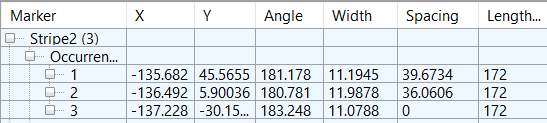 Marker X Y Angle Width Spacing Length...
Stripe2 (3)
Occurren...
1 -135.682 45.5655 181.178 11.1945 39.6734 172
2 -136.492 5.90036 180.781 11.9878 36.0606 172
3 -137.228 -30.15... 183.248 11.0788 0 172